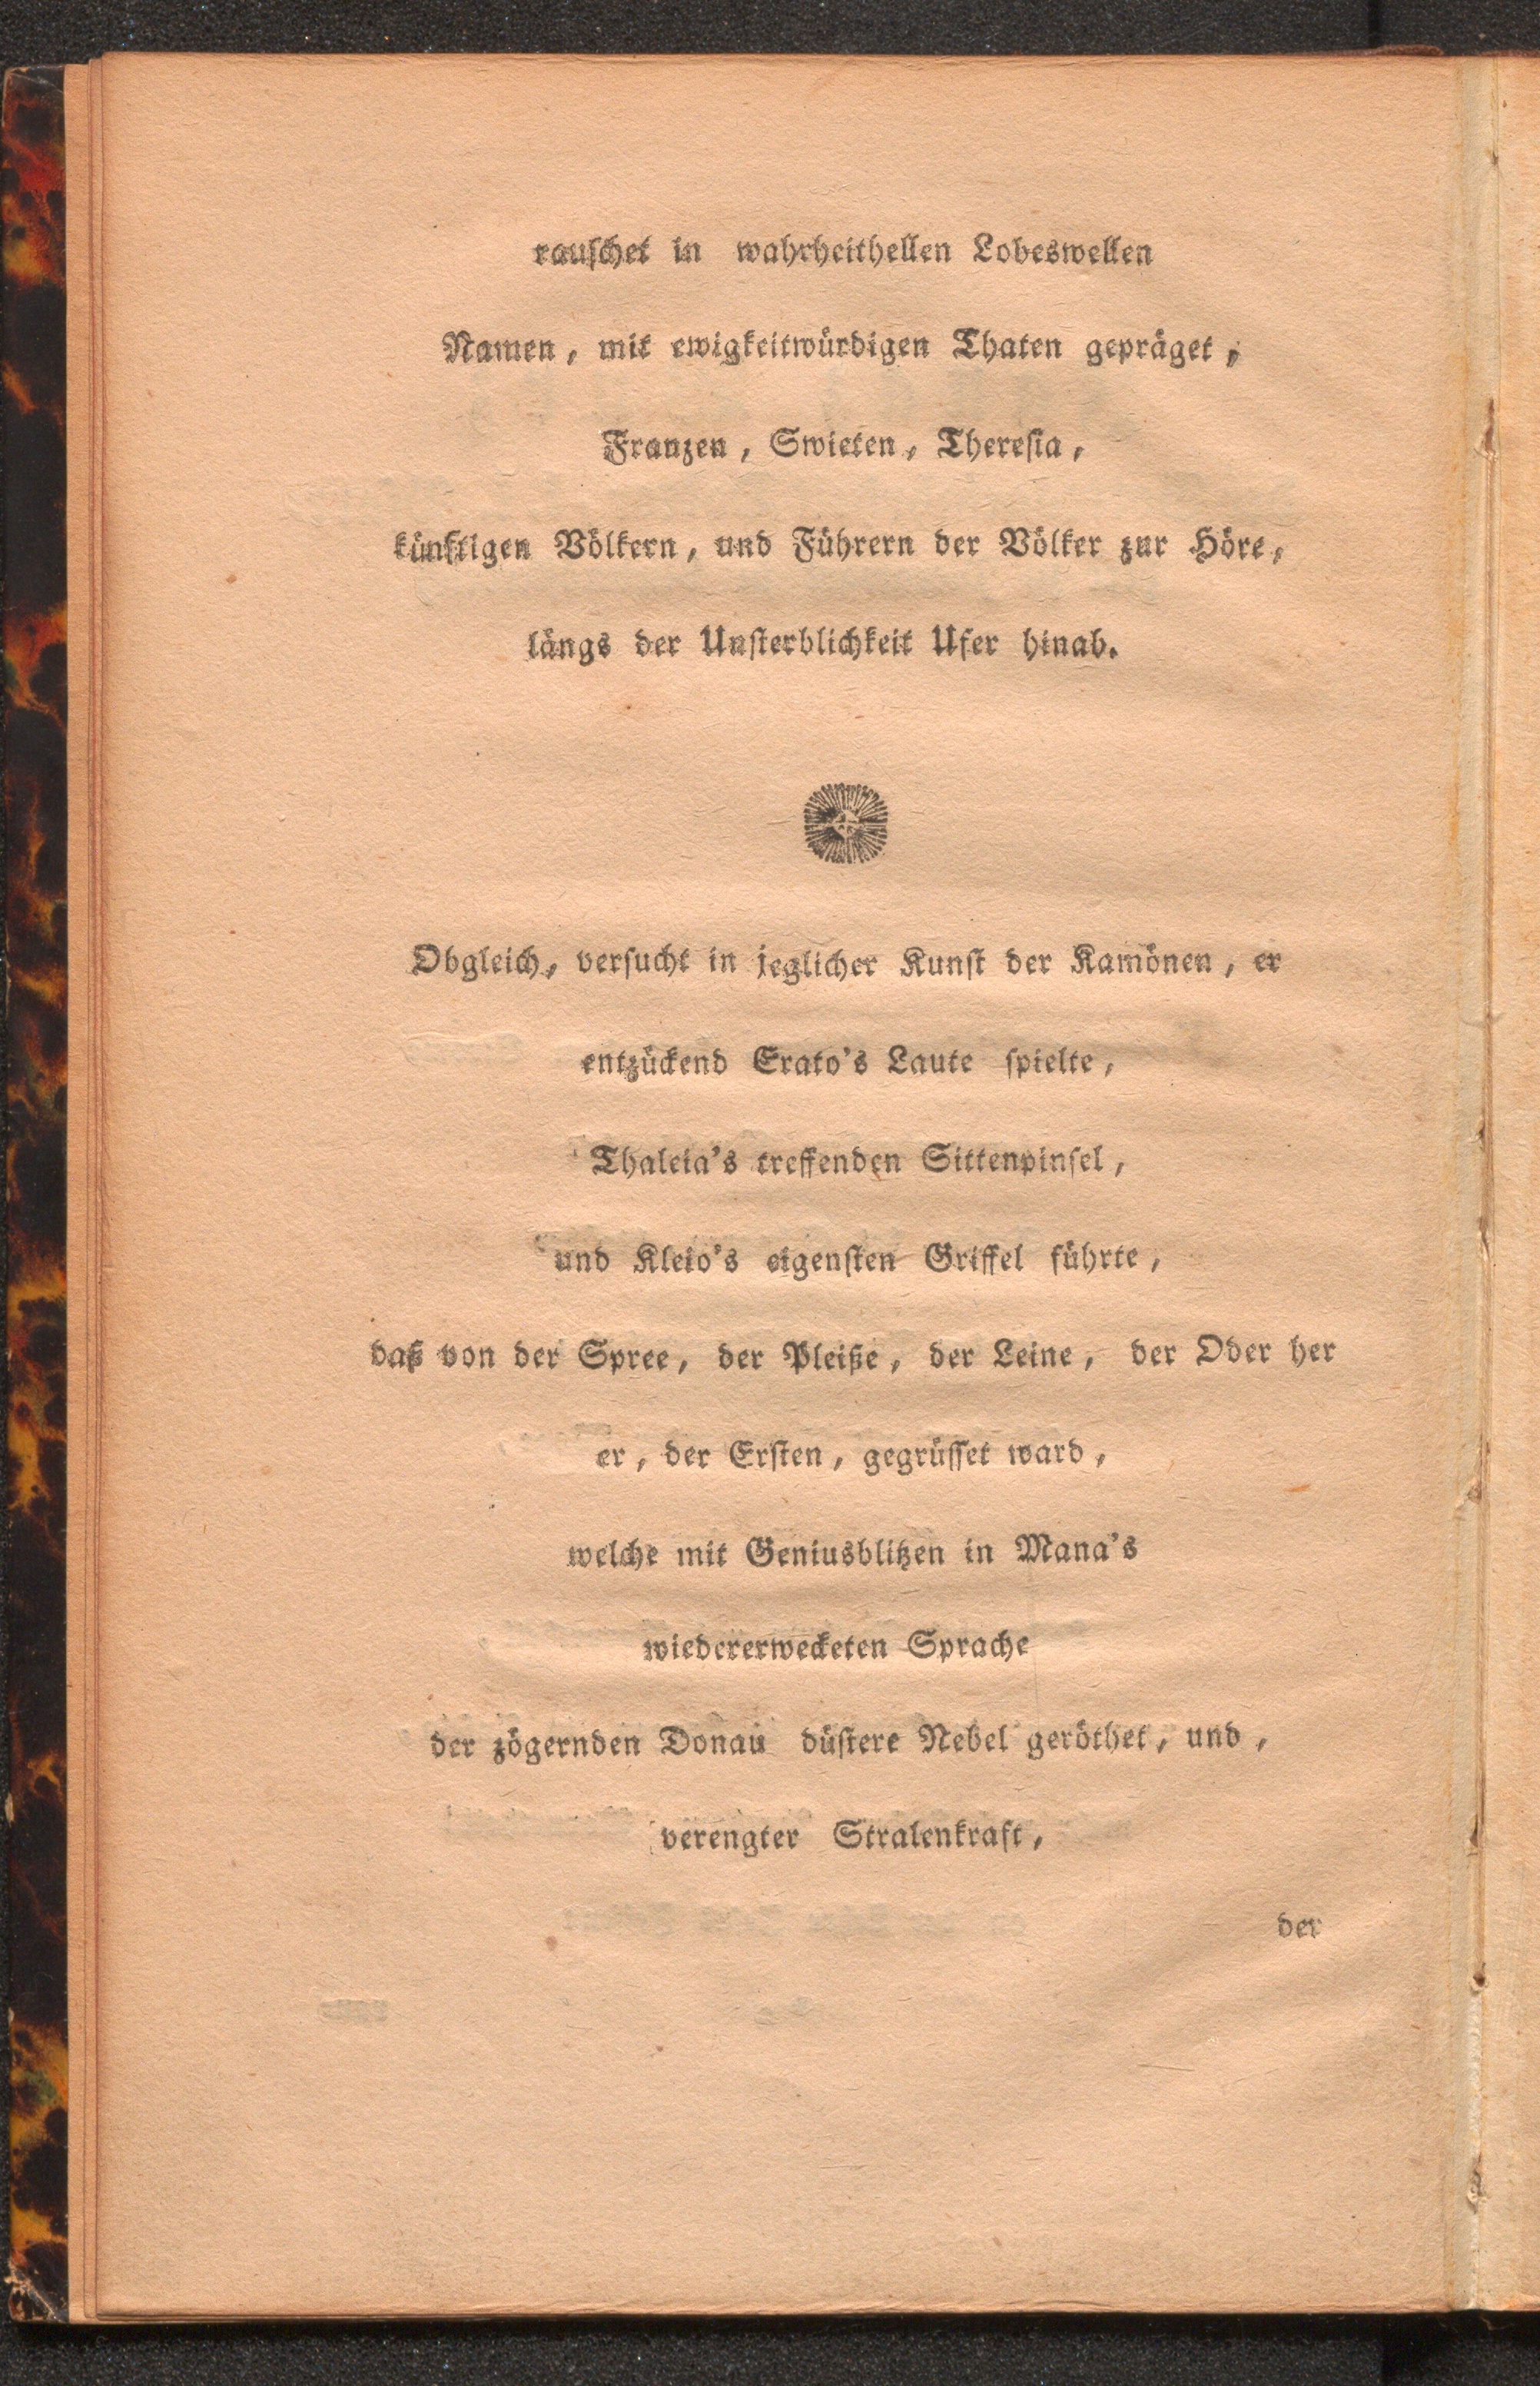 rauſchet in wahrheithellen Lobeswellen
Namen, mit ewigkeitwürdigen Thaten gepräget,
Franzen, Swieten, Thereſia,
künftigen Völkern, und Führern der Völker zur Höre,
längs der Unſterblichkeit Ufer hinab.
Obgleich, verſucht in jeglicher Kunſt der Kamönen, er
entzückend Erato's Laute ſpielte,
Thaleia's treffenden Sittenpinſel,
und Kleio's eigenſten Griffel führte,
daß von der Spree, der Pleiße, der Leine, der Oder her
er, der Erſten, gegrüſſet ward,
welche mit Geniusblitzen in Mana's
wiedererwecketen Sprache
der zögernden Donau düſtere Nebel geröthet, und,
verengter Stralenkraft,
der